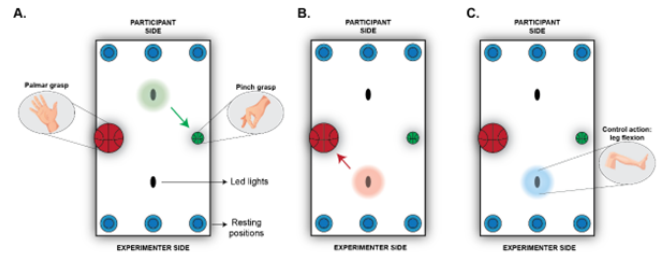 A.
PARTICIPANT
SIDE
Palmar grasp
Pinch grasp
Led lights
Resting
positions
EXPERIMENTER SIDE
B.
PARTICIPANT
SIDE
EXPERIMENTER SIDE
C.
PARTICIPANT
SIDE
Control action:
leg flexion
EXPERIMENTER SIDE